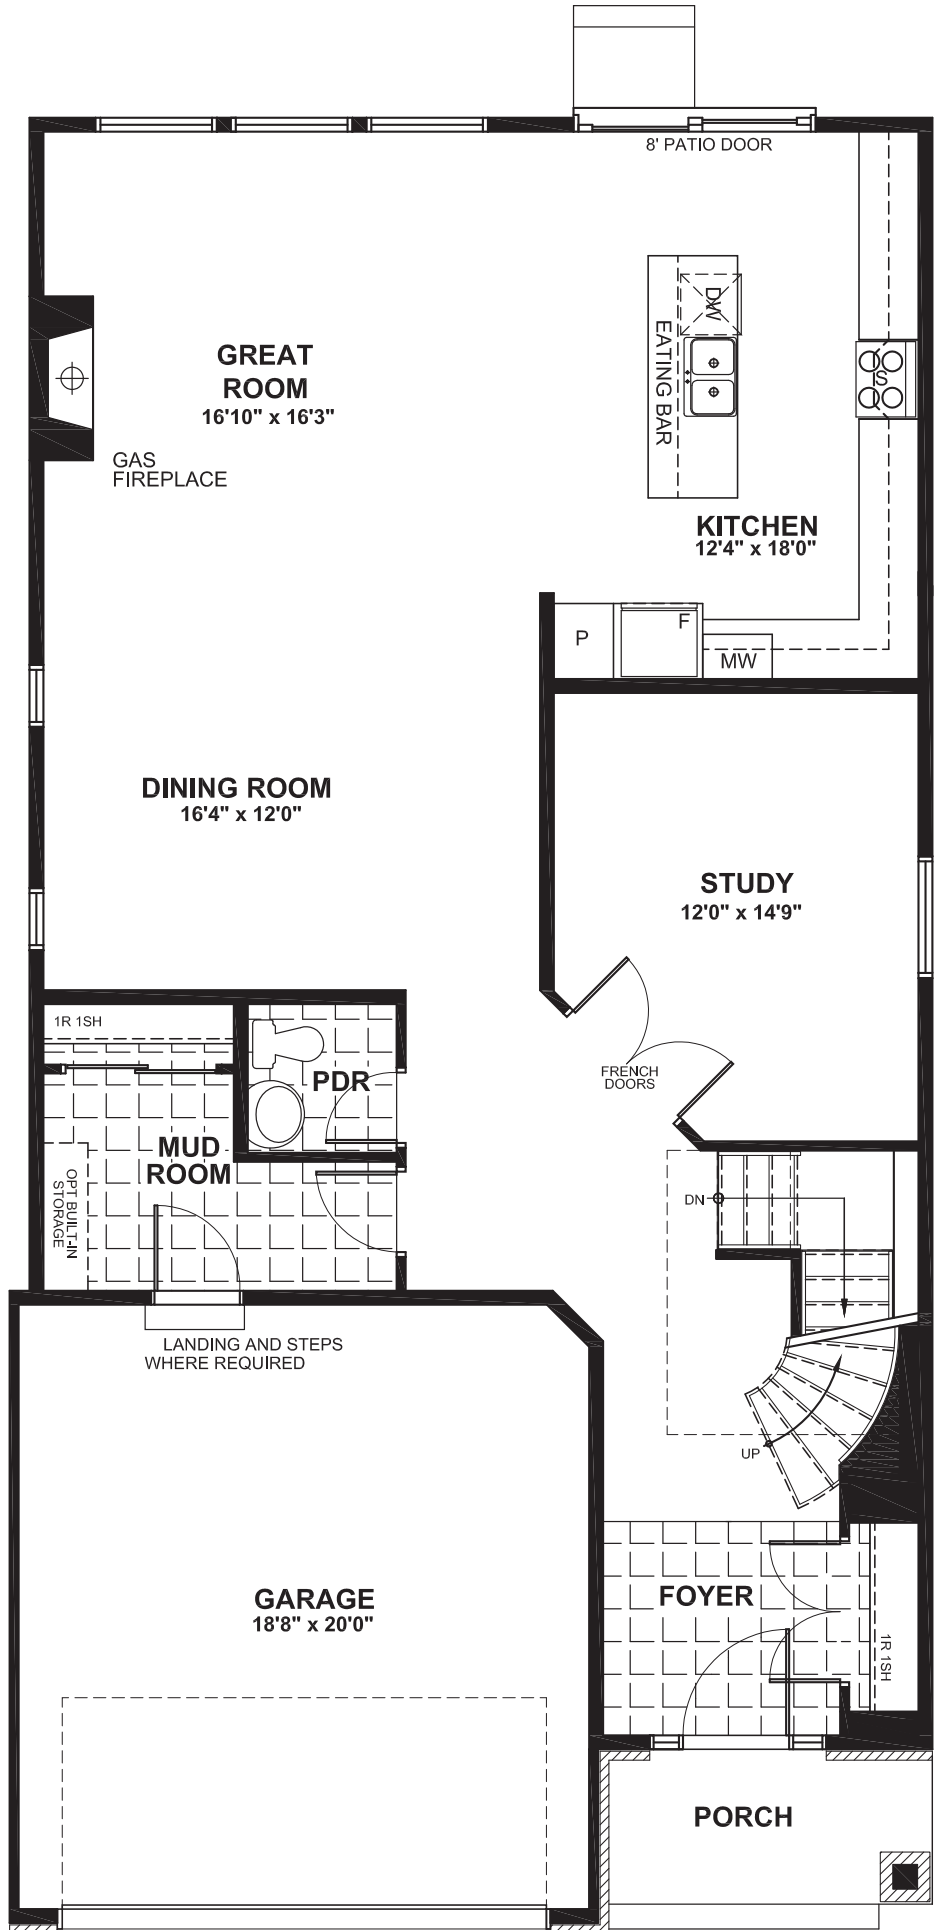 8' PATIO DOOR
DW
EATING BAR
S
GREAT
ROOM
16'10" x 16'3"
GAS
FIREPLACE
KITCHEN
12'4" x 18'0"
P
F
MW
DINING ROOM
16'4" x 12'0"
STUDY
12'0" x 14'9"
1R 1SH
PDR
FRENCH
DOORS
MUD
ROOM
OPT BUILT-IN
STORAGE
DN
LANDING AND STEPS
WHERE REQUIRED
UP
GARAGE
18'8" x 20'0"
FOYER
1R 1SH
PORCH